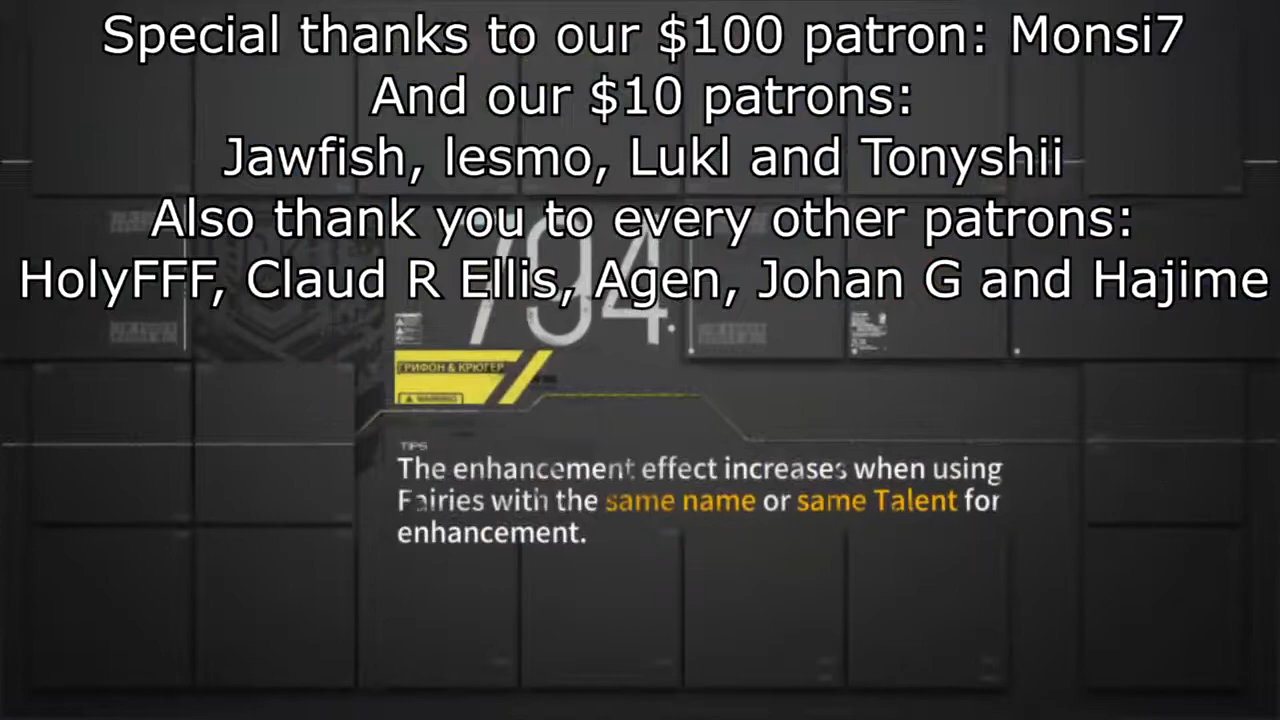 Special thanks to our $100 patron: Monsi7
And our $10 patrons:
Jawfish, lesmo, Lukl and Tonyshii
Also thank you to every other patrons:
HolyFFF, Claud R Ellis, Agen, Johan G and Hajime
794.
ГРИФОН & КРЮГЕР
WARNING
TIPS
The enhancement effect increases when using
Fairies with the same name or same Talent for
enhancement.